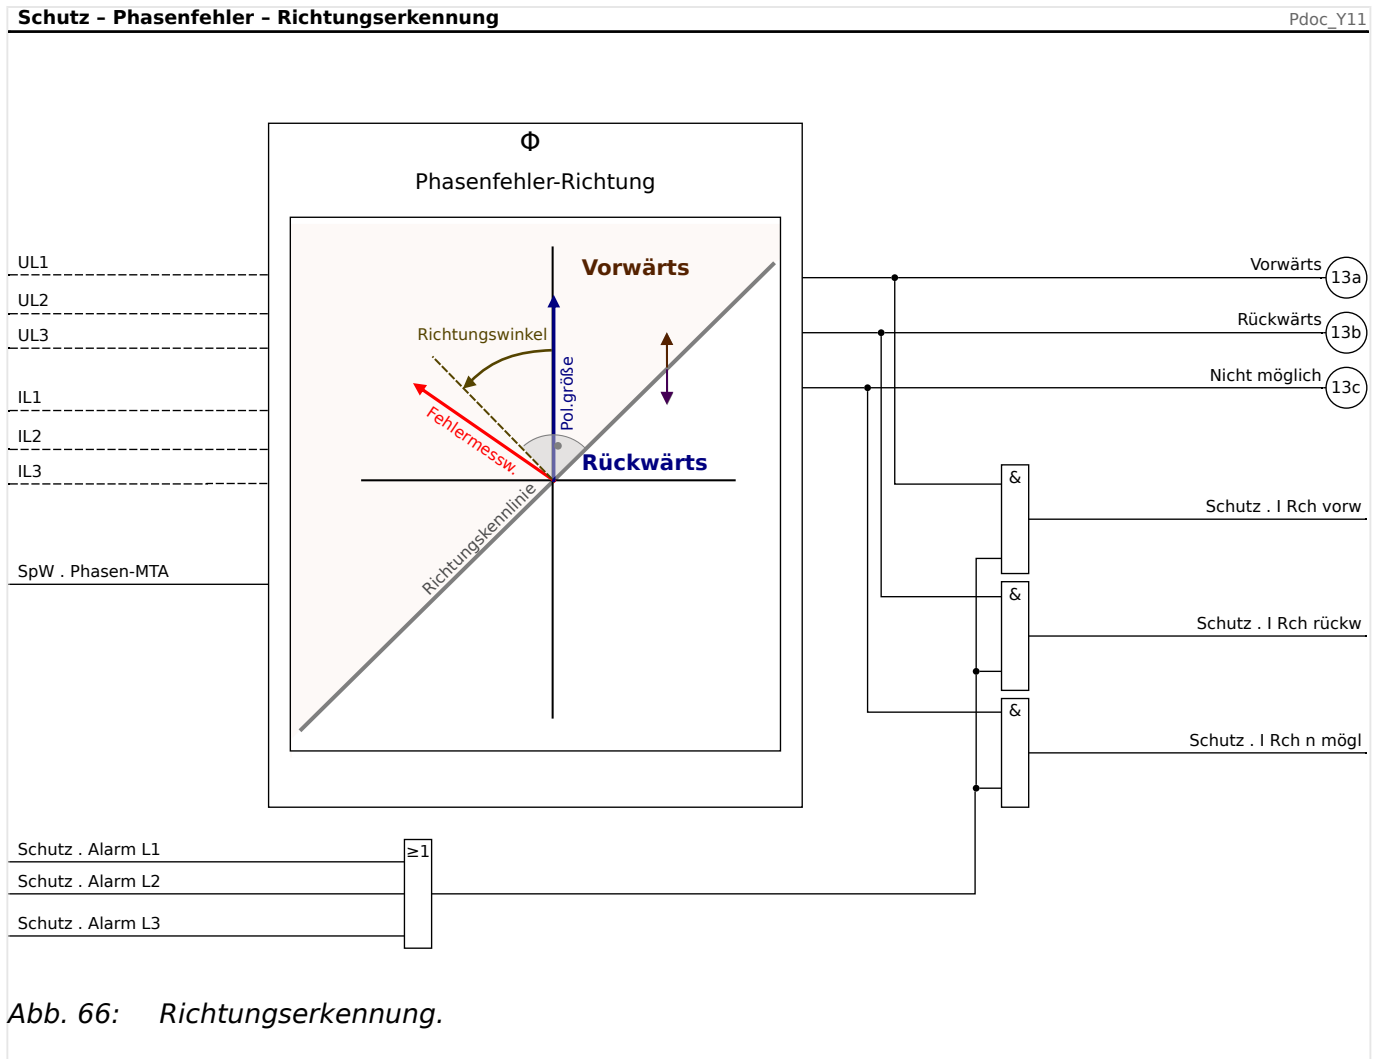 Schutz – Phasenfehler – Richtungserkennung
Pdoc_Y11
Φ
Phasenfehler-Richtung
UL1
UL2
UL3
IL1
IL2
IL3
SpW . Phasen-MTA
Vorwärts
Richtungswinkel
Pol.größe
Fehlermessw.
Rückwärts
Richtungskennlinie
Vorwärts
13a
Rückwärts
13b
Nicht möglich
13c
&
Schutz . I Rch vorw
&
Schutz . I Rch rückw
&
Schutz . I Rch n mögl
Schutz . Alarm L1
≥1
Schutz . Alarm L2
Schutz . Alarm L3
Abb. 66: Richtungserkennung.